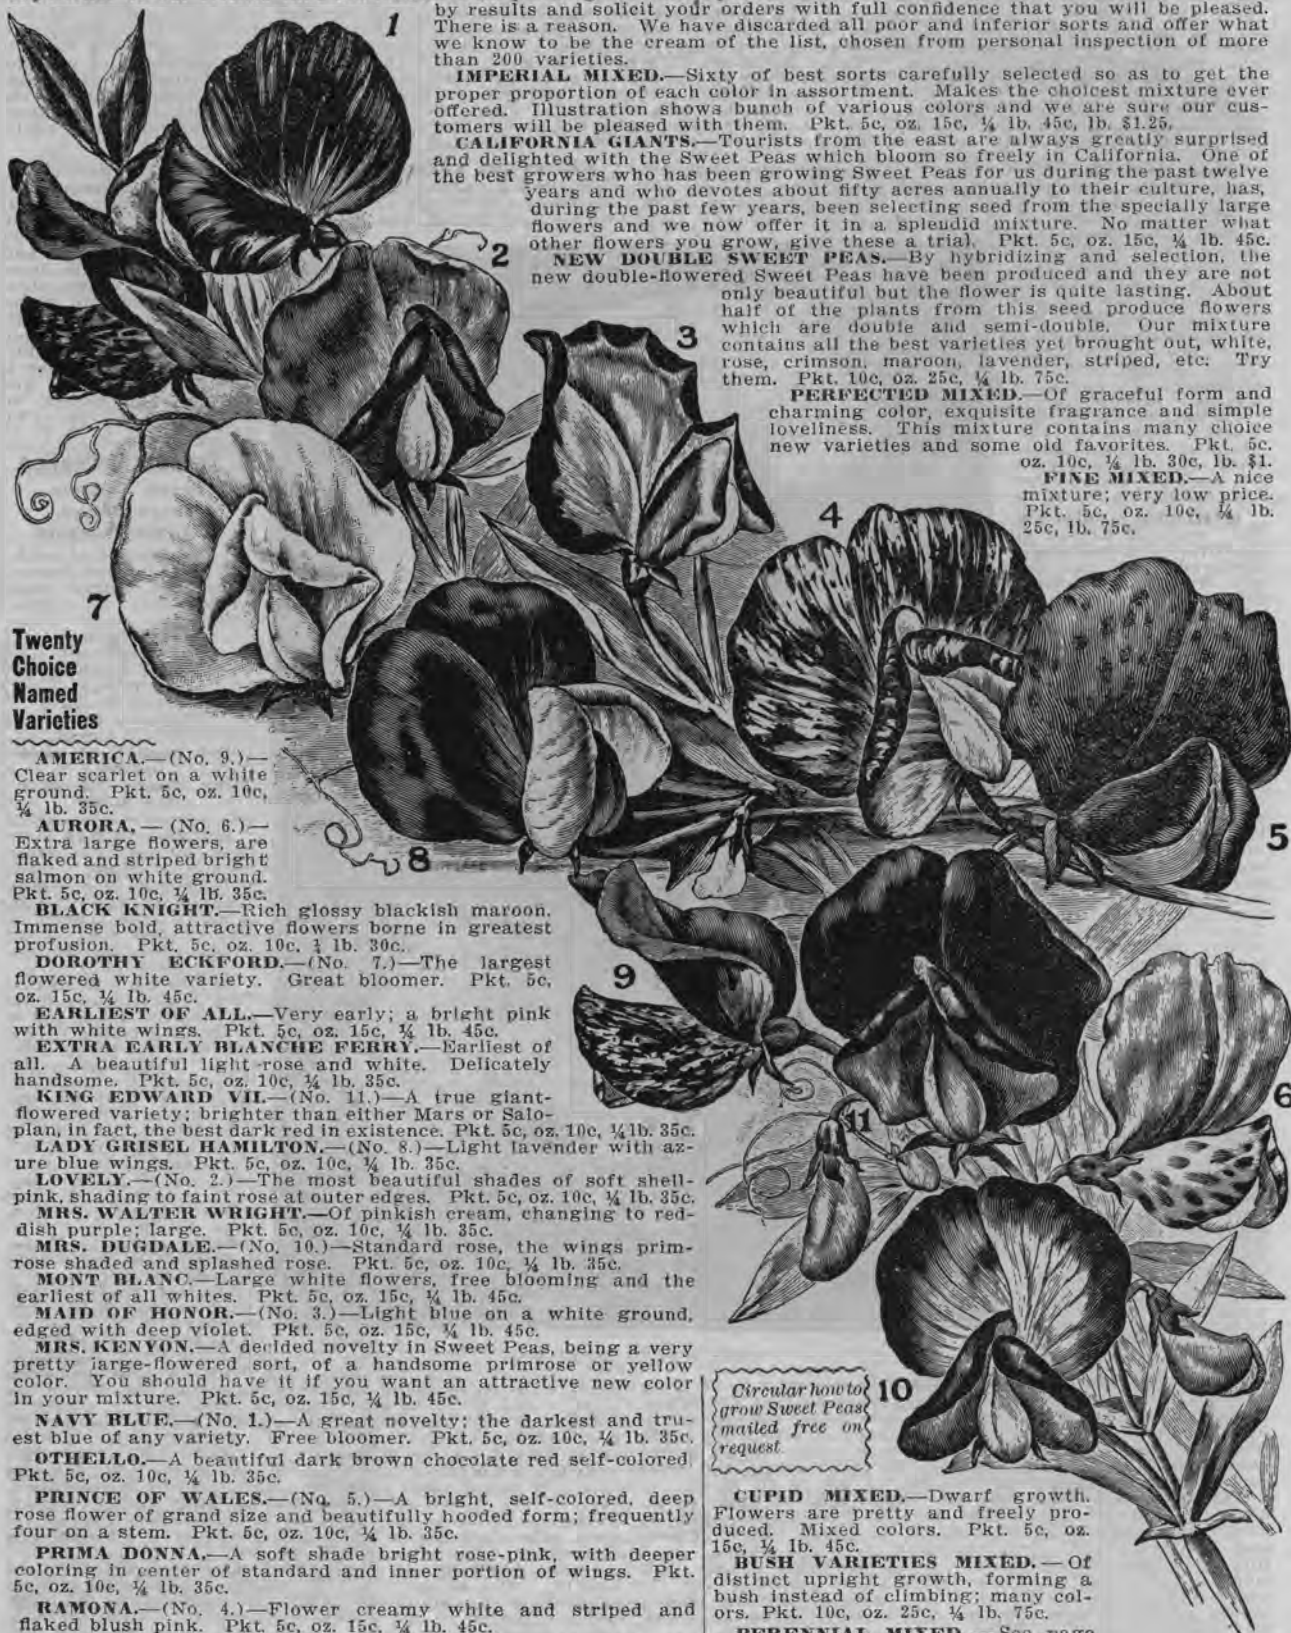 by results and solicit your orders with full confidence that you will be pleased.
There is a reason. We have discarded all poor and inferior sorts and offer what
we know to be the cream of the list, chosen from personal inspection of more
than 200 varieties.
IMPERIAL MIXED.—Sixty of best sorts carefully selected so as to get the
proper proportion of each color in assortment. Makes the choicest mixture ever
offered. Illustration shows bunch of various colors and we are sure our cus-
tomers will be pleased with them. Pkt. 5c, oz. 15c, ¼ lb. 45c, lb. $1.25.
CALIFORNIA GIANTS.—Tourists from the east are always greatly surprised
and delighted with the Sweet Peas which bloom so freely in California. One of
the best growers who has been growing Sweet Peas for us during the past twelve
years and who devotes about fifty acres annually to their culture, has,
during the past few years, been selecting seed from the specially large
flowers and we now offer it in a splendid mixture. No matter what
other flowers you grow, give these a trial. Pkt. 5c, oz. 15c, ¼ lb. 45c.
NEW DOUBLE SWEET PEAS.—By hybridizing and selection, the
new double-flowered Sweet Peas have been produced and they are not
only beautiful but the flower is quite lasting. About
half of the plants from this seed produce flowers
which are double and semi-double. Our mixture
contains all the best varieties yet brought out, white,
rose, crimson, maroon, lavender, striped, etc. Try
them. Pkt. 10c, oz. 25c, ¼ lb. 75c.
PERFECTED MIXED.—Of graceful form and
charming color, exquisite fragrance and simple
loveliness. This mixture contains many choice
new varieties and some old favorites. Pkt. 5c.
oz. 10c, ¼ lb. 30c, lb. $1.
FINE MIXED.—A nice
mixture; very low price.
Pkt. 5c, oz. 10c, ¼ lb.
25c, lb. 75c.
1
2
3
4
5
6
7
8
9
10
11
Twenty
Choice
Named
Varieties
AMERICA.—(No. 9.)—
Clear scarlet on a white
ground. Pkt. 5c, oz. 10c,
¼ lb. 35c.
AURORA.—(No. 6.)—
Extra large flowers, are
flaked and striped bright
salmon on white ground.
Pkt. 5c, oz. 10c, ¼ lb. 35c.
BLACK KNIGHT.—Rich glossy blackish maroon.
Immense bold, attractive flowers borne in greatest
profusion. Pkt. 5c, oz. 10c, ¼ lb. 30c.
DOROTHY ECKFORD.—(No. 7.)—The largest
flowered white variety. Great bloomer. Pkt. 5c,
oz. 15c, ¼ lb. 45c.
EARLIEST OF ALL.—Very early; a bright pink
with white wings. Pkt. 5c, oz. 15c, ¼ lb. 45c.
EXTRA EARLY BLANCHE FERRY.—Earliest of
all. A beautiful light rose and white. Delicately
handsome. Pkt. 5c, oz. 10c, ¼ lb. 35c.
KING EDWARD VII.—(No. 11.)—A true giant-
flowered variety; brighter than either Mars or Salo-
plan, in fact, the best dark red in existence. Pkt. 5c, oz. 10c, ¼ lb. 35c.
LADY GRISEL HAMILTON.—(No. 8.)—Light lavender with az-
ure blue wings. Pkt. 5c, oz. 10c, ¼ lb. 35c.
LOVELY.—(No. 2.)—The most beautiful shades of soft shell-
pink, shading to faint rose at outer edges. Pkt. 5c, oz. 10c, ¼ lb. 35c.
MRS. WALTER WRIGHT.—Of pinkish cream, changing to red-
dish purple; large. Pkt. 5c, oz. 10c, ¼ lb. 35c.
MRS. DUGDALE.—(No. 10.)—Standard rose, the wings prim-
rose shaded and splashed rose. Pkt. 5c, oz. 10c, ¼ lb. 35c.
MONT BLANC.—Large white flowers, free blooming and the
earliest of all whites. Pkt. 5c, oz. 15c, ¼ lb. 45c.
MAID OF HONOR.—(No. 3.)—Light blue on a white ground,
edged with deep violet. Pkt. 5c, oz. 15c, ¼ lb. 45c.
MRS. KENYON.—A decided novelty in Sweet Peas, being a very
pretty large-flowered sort, of a handsome primrose or yellow
color. You should have it if you want an attractive new color
in your mixture. Pkt. 5c, oz. 15c, ¼ lb. 45c.
NAVY BLUE.—(No. 1.)—A great novelty; the darkest and tru-
est blue of any variety. Free bloomer. Pkt. 5c, oz. 10c, ¼ lb. 35c.
OTHELLO.—A beautiful dark brown chocolate red self-colored.
Pkt. 5c, oz. 10c, ¼ lb. 35c.
PRINCE OF WALES.—(No. 5.)—A bright, self-colored, deep
rose flower of grand size and beautifully hooded form; frequently
four on a stem. Pkt. 5c, oz. 10c, ¼ lb. 35c.
PRIMA DONNA.—A soft shade bright rose-pink, with deeper
coloring in center of standard and inner portion of wings. Pkt.
5c, oz. 10c, ¼ lb. 35c.
RAMONA.—(No. 4.)—Flower creamy white and striped and
flaked blush pink. Pkt. 5c, oz. 15c, ¼ lb. 45c.
Circular how to
grow Sweet Peas
mailed free on
request
CUPID MIXED.—Dwarf growth.
Flowers are pretty and freely pro-
duced. Mixed colors. Pkt. 5c, oz.
15c, ¼ lb. 45c.
BUSH VARIETIES MIXED.—Of
distinct upright growth, forming a
bush instead of climbing; many col-
ors. Pkt. 10c, oz. 25c, ¼ lb. 75c.
PERENNIAL MIXED.—See page